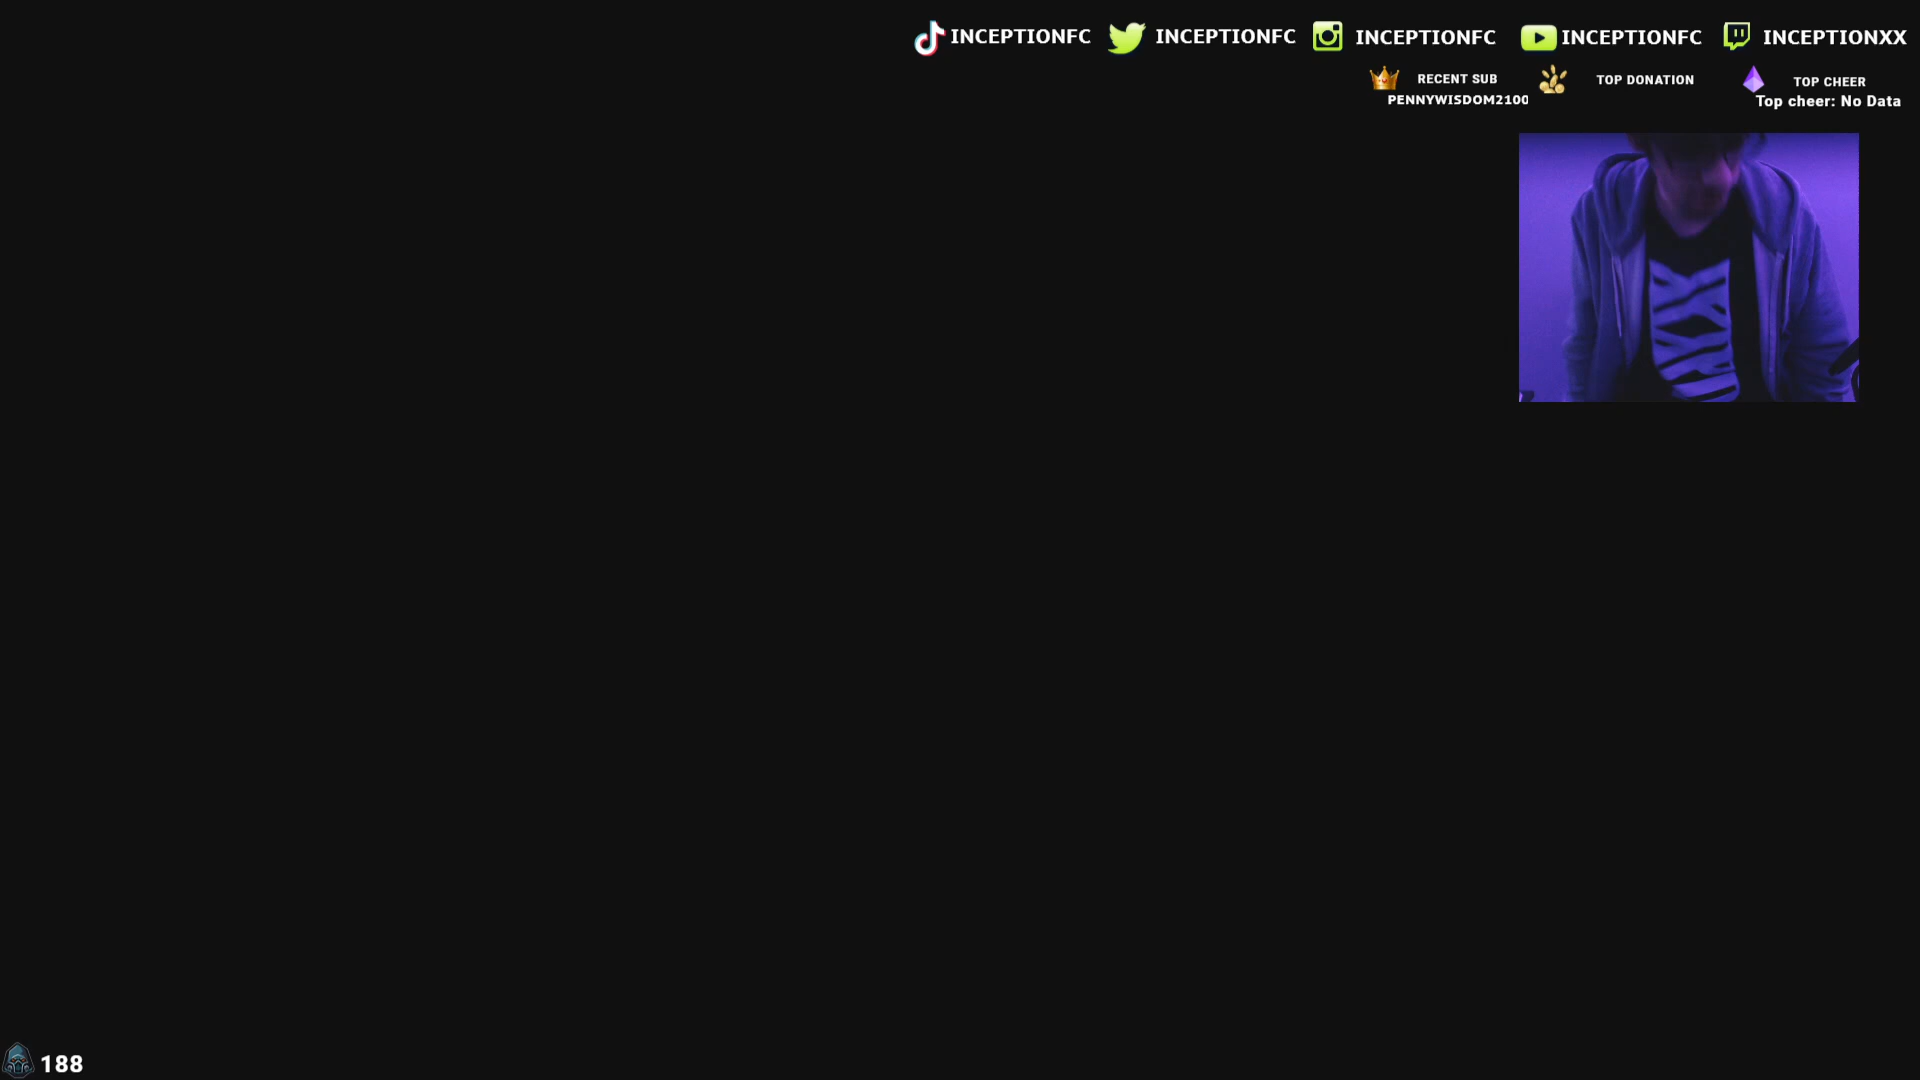 INCEPTIONFC INCEPTIONFC INCEPTIONFC INCEPTIONFC INCEPTIONXX
RECENT SUB TOP DONATION TOP CHEER
PENNYWISDOM2100 Top cheer: No Data
188